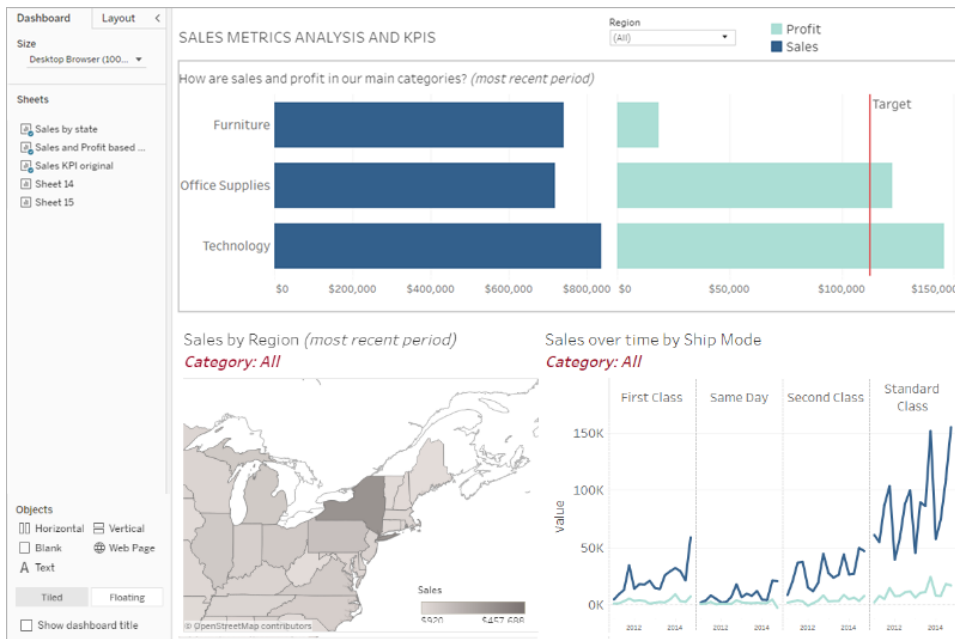 Dashboard Layout <
Size
Desktop Browser (100...
Sheets
Sales by state
Sales and Profit based ...
Sales KPI original
Sheet 14
Sheet 15
Objects
Horizontal Vertical
Blank Web Page
A Text
Tiled Floating
Show dashboard title
SALES METRICS ANALYSIS AND KPIS
Region
(All)
Profit
Sales
How are sales and profit in our main categories? (most recent period)
Target
Furniture
Office Supplies
Technology
$0 $200,000 $400,000 $600,000 $800,000 $0 $50,000 $100,000 $150,000
Sales by Region (most recent period)
Category: All
Sales
$920 $457,688
© OpenStreetMap contributors
Sales over time by Ship Mode
Category: All
First Class Same Day Second Class Standard
Class
150K
100K
50K
0K
Value
2012 2014 2012 2014 2012 2014 2012 2014